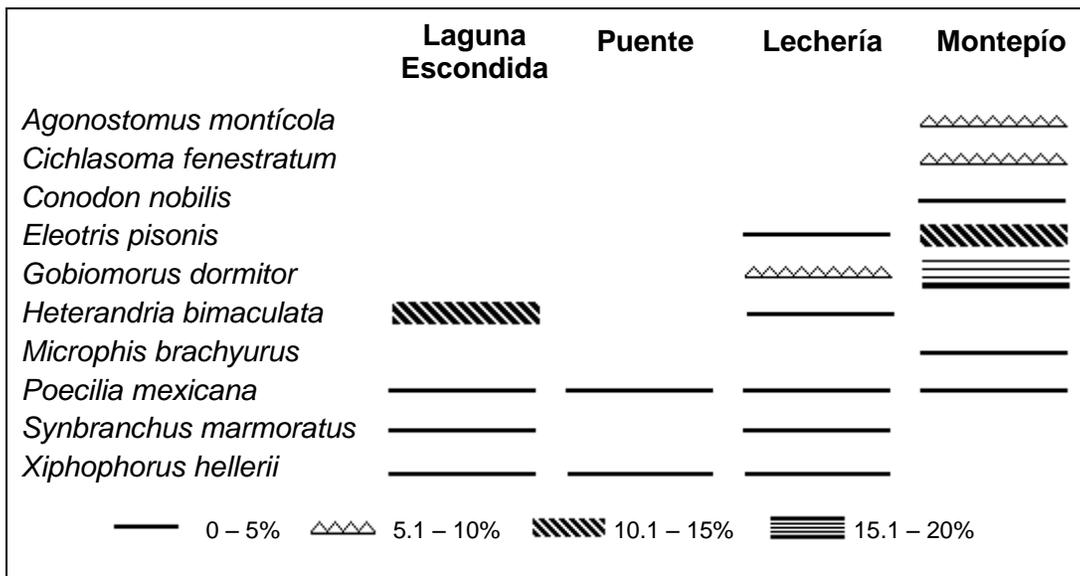 Laguna Escondida Puente Lechería Montepío
Agonostomus montícola
Cichlasoma fenestratum
Conodon nobilis
Eleotris pisonis
Gobiomorus dormitor
Heterandria bimaculata
Microphis brachyurus
Poecilia mexicana
Synbranchus marmoratus
Xiphophorus hellerii
0 – 5% 5.1 – 10% 10.1 – 15% 15.1 – 20%